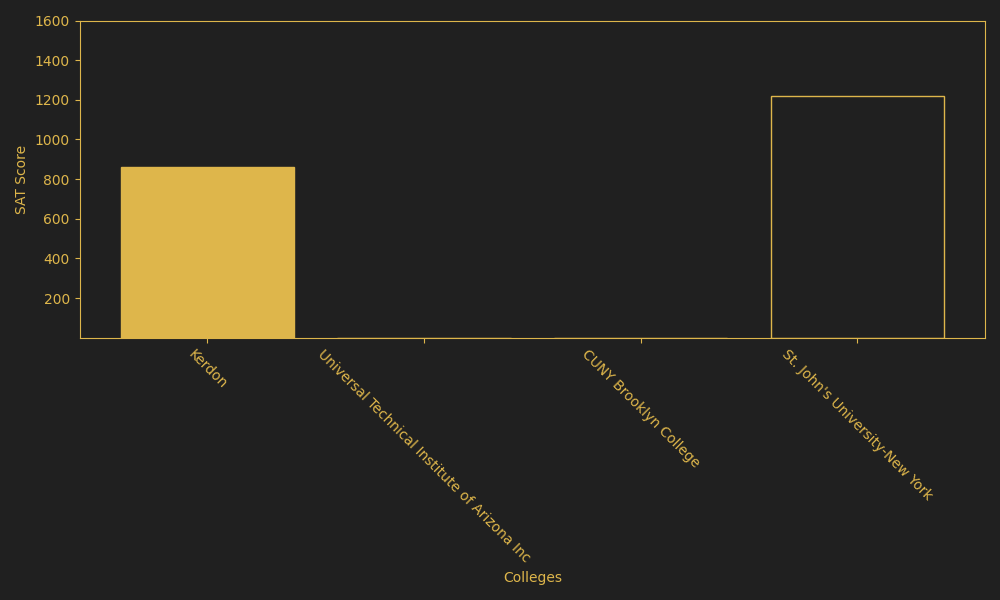 1600
1400
1200
1000
800
600
400
200
SAT Score
Kerdon
Universal Technical Institute of Arizona Inc
CUNY Brooklyn College
St. John's University-New York
Colleges